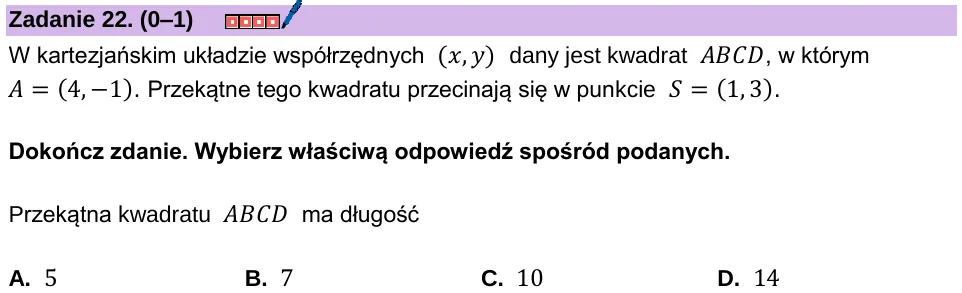 Zadanie 22. (0–1)
W kartezjańskim układzie współrzędnych (x, y) dany jest kwadrat ABCD, w którym
A = (4, −1). Przekątne tego kwadratu przecinają się w punkcie S = (1, 3).
Dokończ zdanie. Wybierz właściwą odpowiedź spośród podanych.
Przekątna kwadratu ABCD ma długość
A. 5 B. 7 C. 10 D. 14